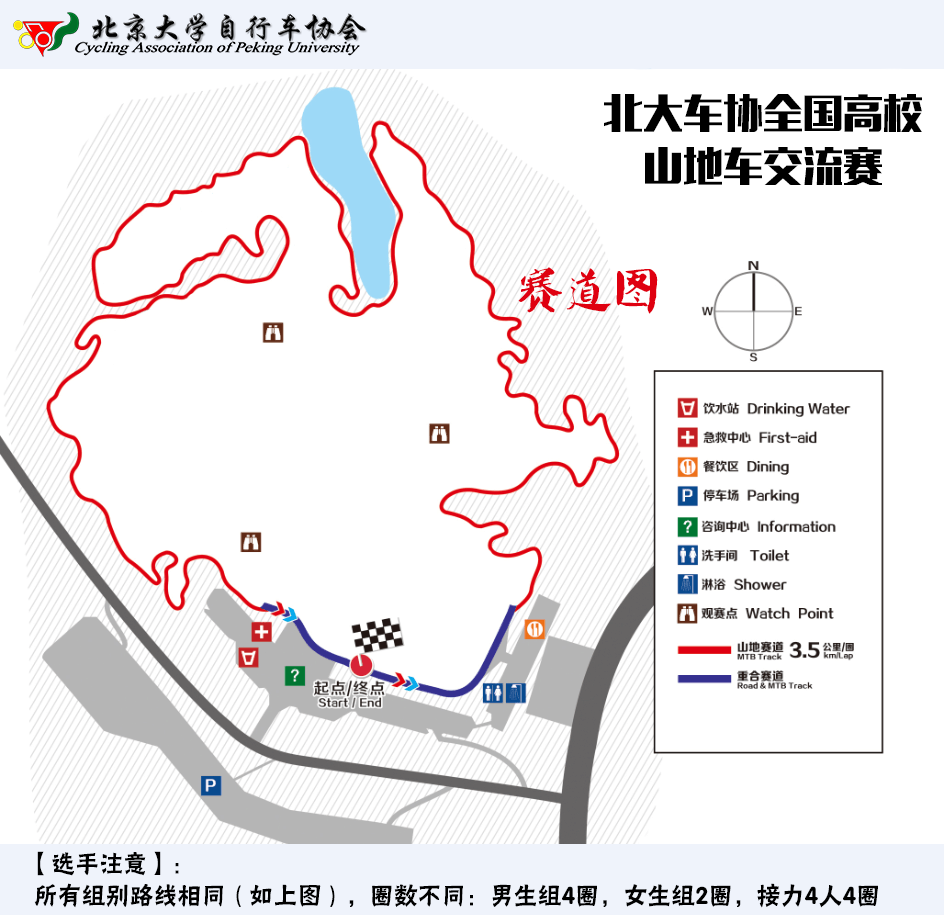 北京大学自行车协会
Cycling Association of Peking University
北大车协全国高校
山地车交流赛
赛道图
N
W
E
S
饮水站 Drinking Water
急救中心 First-aid
餐饮区 Dining
P 停车场 Parking
? 咨询中心 Information
洗手间 Toilet
淋浴 Shower
观赛点 Watch Point
山地赛道 3.5 公里/圈
MTB Track km/Lap
重合赛道
Road & MTB Track
?
起点/终点
Start / End
P
【选手注意】:
所有组别路线相同(如上图),圈数不同:男生组4圈,女生组2圈,接力4人4圈